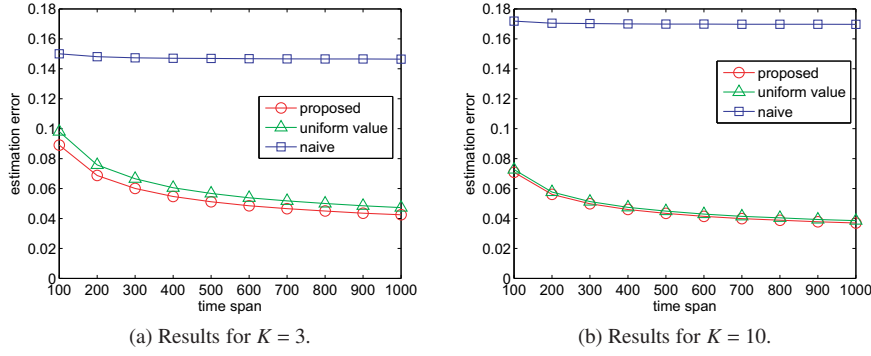 0.18
0.16
0.14
0.12
0.1
0.08
0.06
0.04
0.02
0
estimation error
proposed
uniform value
naive
100 200 300 400 500 600 700 800 900 1000
time span
(a) Results for K = 3.
0.18
0.16
0.14
0.12
0.1
0.08
0.06
0.04
0.02
0
estimation error
proposed
uniform value
naive
100 200 300 400 500 600 700 800 900 1000
time span
(b) Results for K = 10.